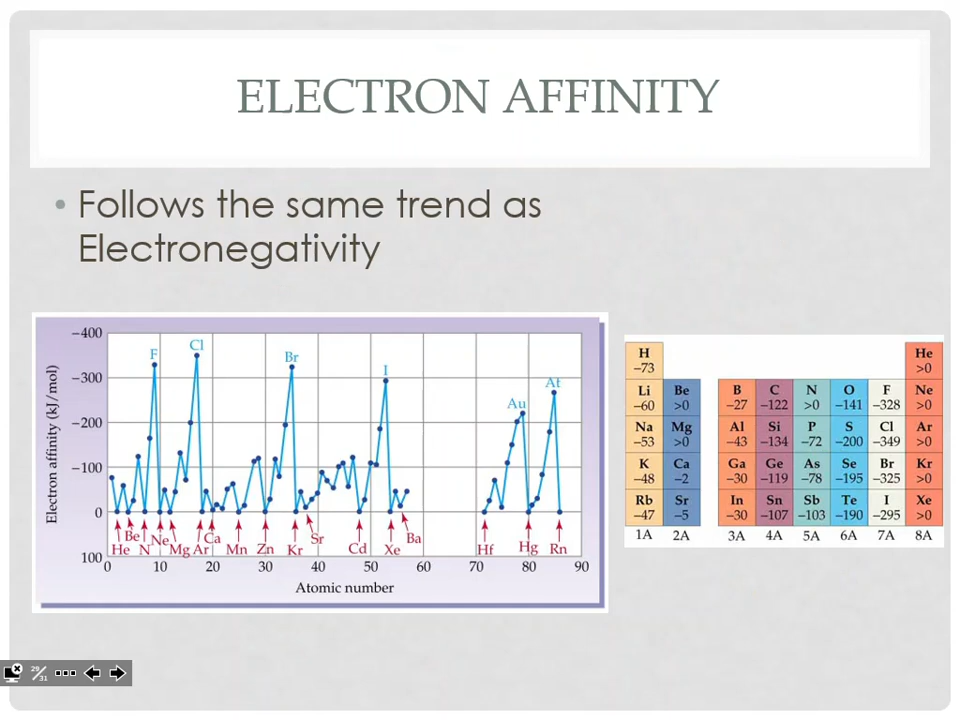 ELECTRON AFFINITY
• Follows the same trend as
Electronegativity
Electron affinity (kJ/mol)
−400
−300
−200
−100
0
100
F
Cl
Br
I
At
Au
He
Be
N
Ne
Mg
Ar
Ca
Mn
Zn
Kr
Sr
Cd
Xe
Ba
Hf
Hg
Rn
0 10 20 30 40 50 60 70 80 90
Atomic number
H He
−73 >0
Li Be B C N O F Ne
−60 >0 −27 −122 >0 −141 −328 >0
Na Mg Al Si P S Cl Ar
−53 >0 −43 −134 −72 −200 −349 >0
K Ca Ga Ge As Se Br Kr
−48 −2 −30 −119 −78 −195 −325 >0
Rb Sr In Sn Sb Te I Xe
−47 −5 −30 −107 −103 −190 −295 >0
1A 2A 3A 4A 5A 6A 7A 8A
29/31